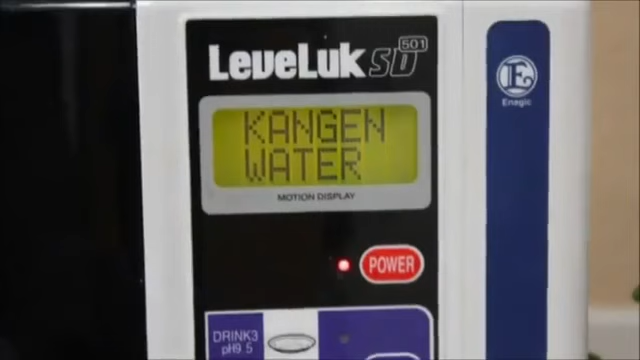 LeveLuk SD 501
Enagic
KANGEN
WATER
MOTION DISPLAY
POWER
DRINK3
pH9.5